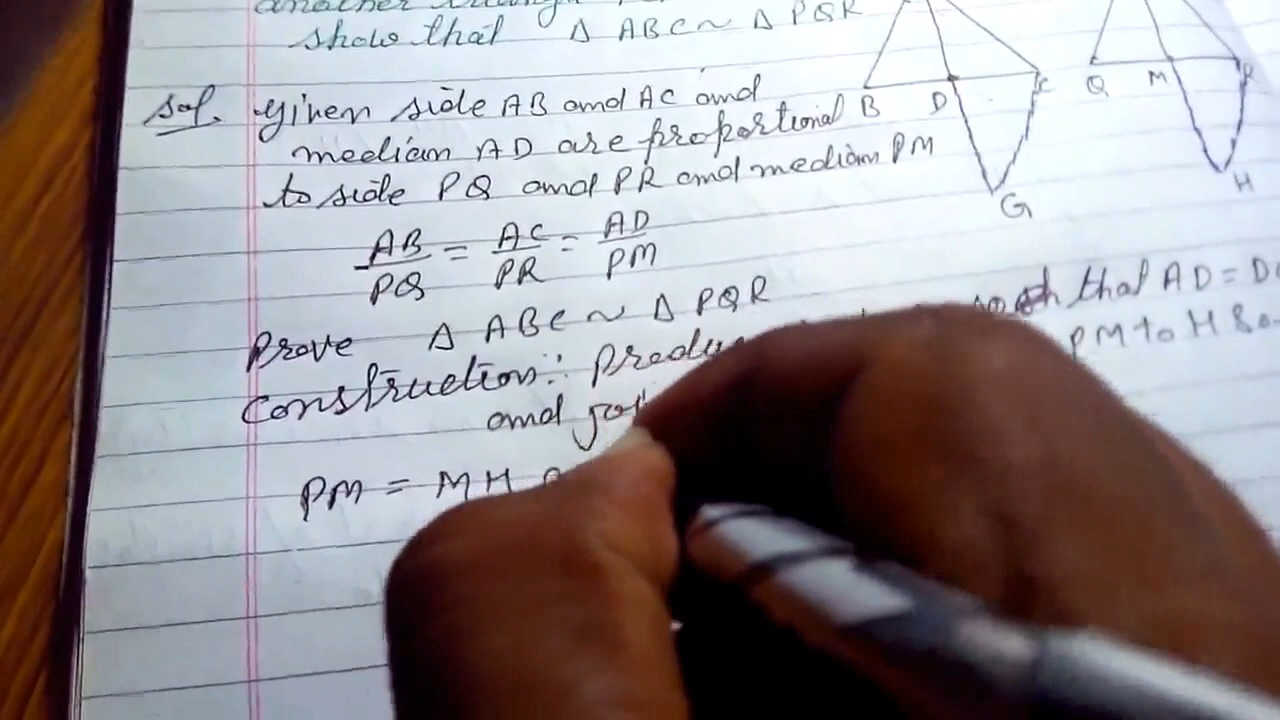 another
show that Δ ABC ~ Δ PQR
Sol. Given side AB and AC and
median AD are proportional
to side PQ and PR and median PM
AB/PQ = AC/PR = AD/PM
Prove Δ ABC ~ Δ PQR
Construction:
that AD =
and
PM to H &
PM = MH
B D C G
Q M R H